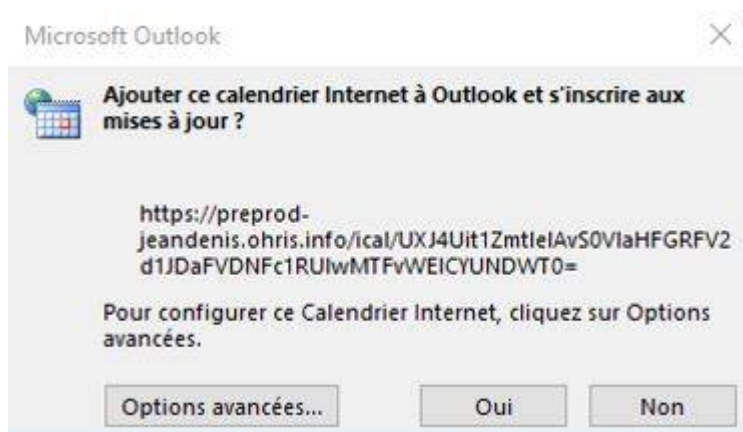 Microsoft Outlook
Ajouter ce calendrier Internet à Outlook et s'inscrire aux
mises à jour ?
https://preprod-
jeandenis.ohris.info/ical/UXJ4Uit1ZmtIelAvS0VIaHFGRFV2
d1JDaFVDNFc1RUIwMTFvWEICYUNDWT0=
Pour configurer ce Calendrier Internet, cliquez sur Options
avancées.
Options avancées...
Oui
Non